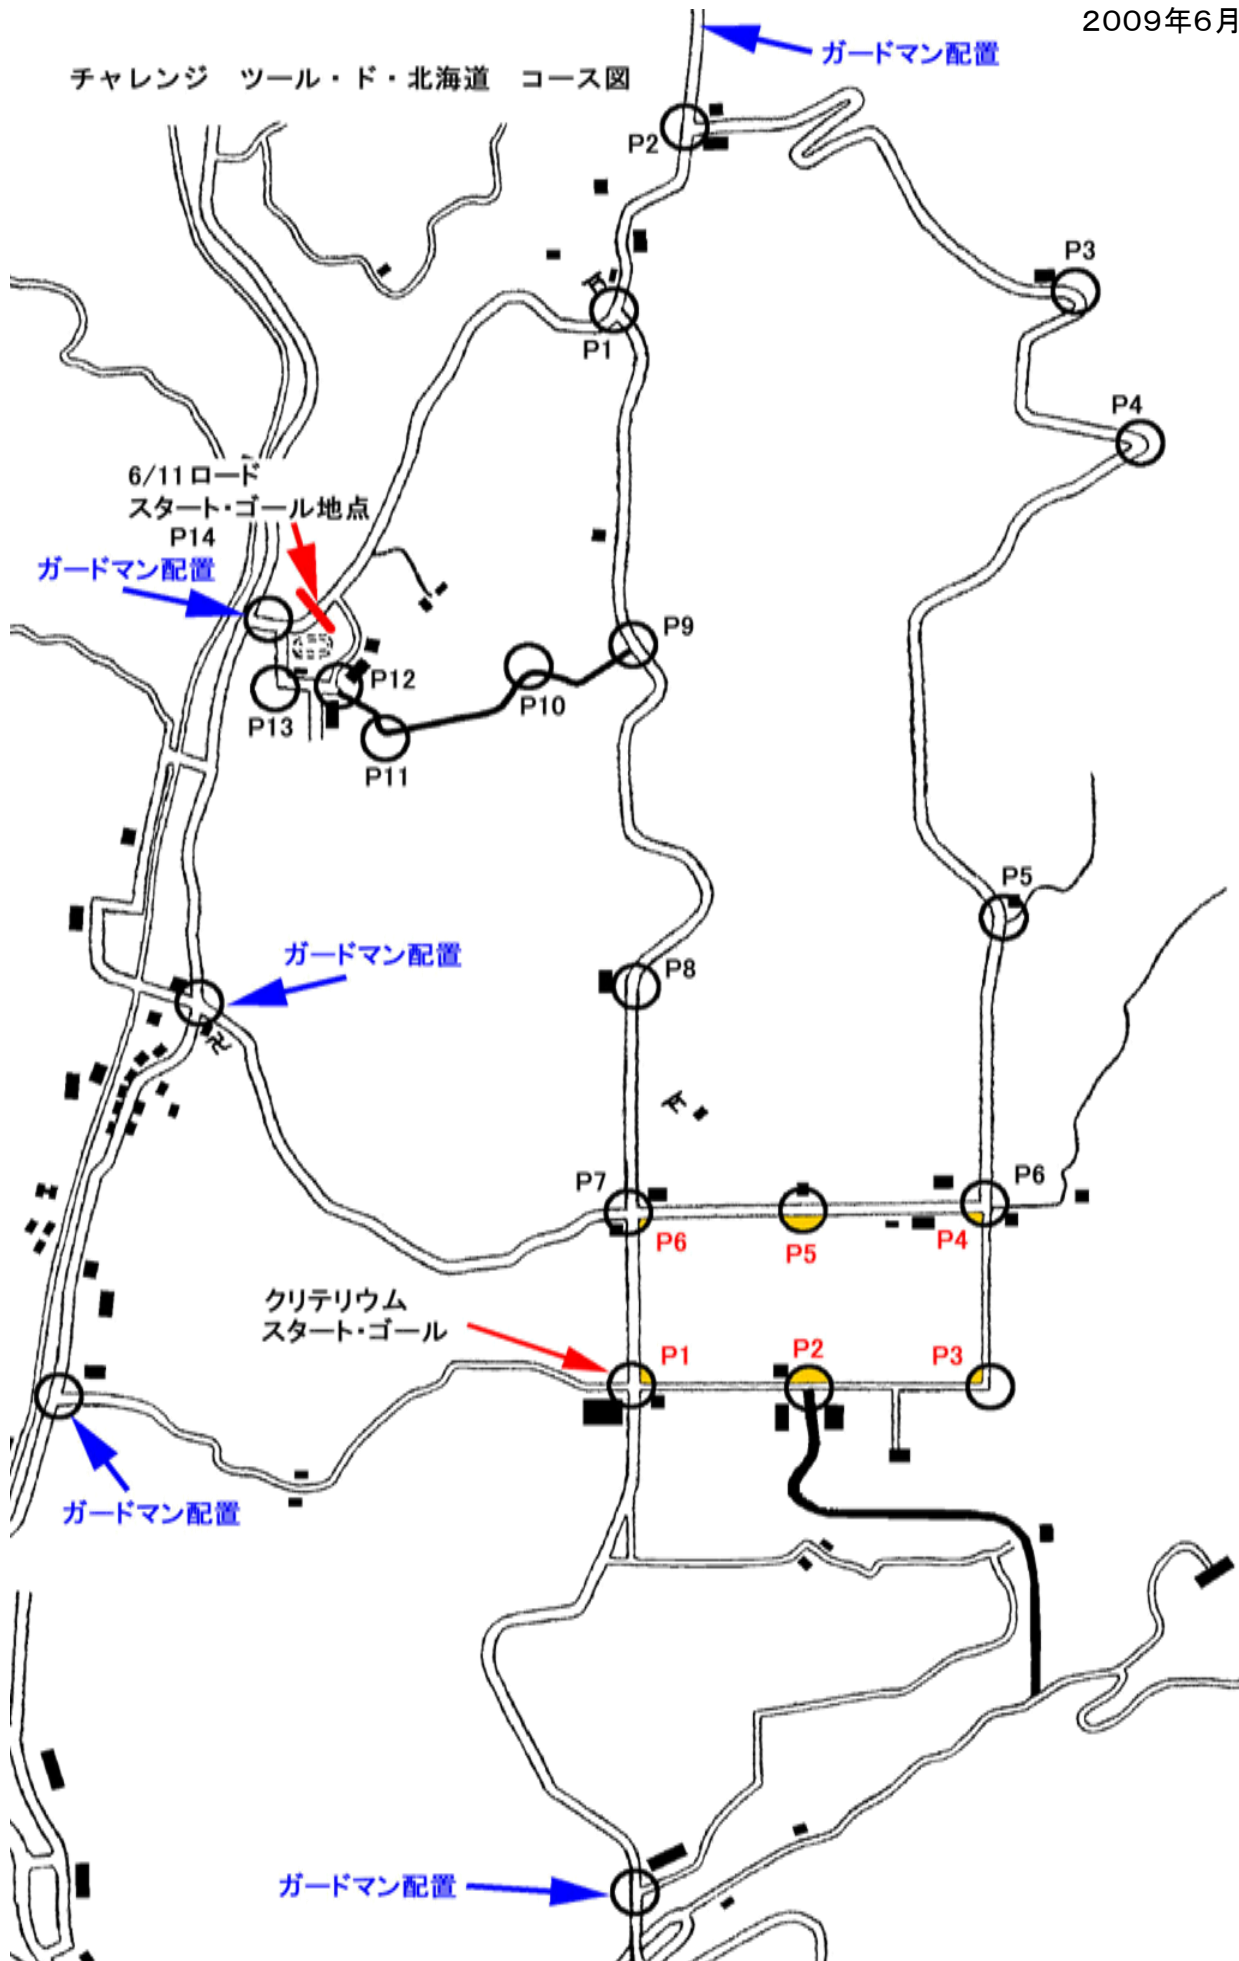 2009年6月
ガードマン配置
チャレンジ　ツール・ド・北海道　コース図
P2
P3
P1
P4
6/11ロード
スタート・ゴール地点
P14
ガードマン配置
P9
P12
P10
P13
P11
P5
ガードマン配置
P8
P7
P6
P6
P5
P4
クリテリウム
スタート・ゴール
P1
P2
P3
ガードマン配置
ガードマン配置